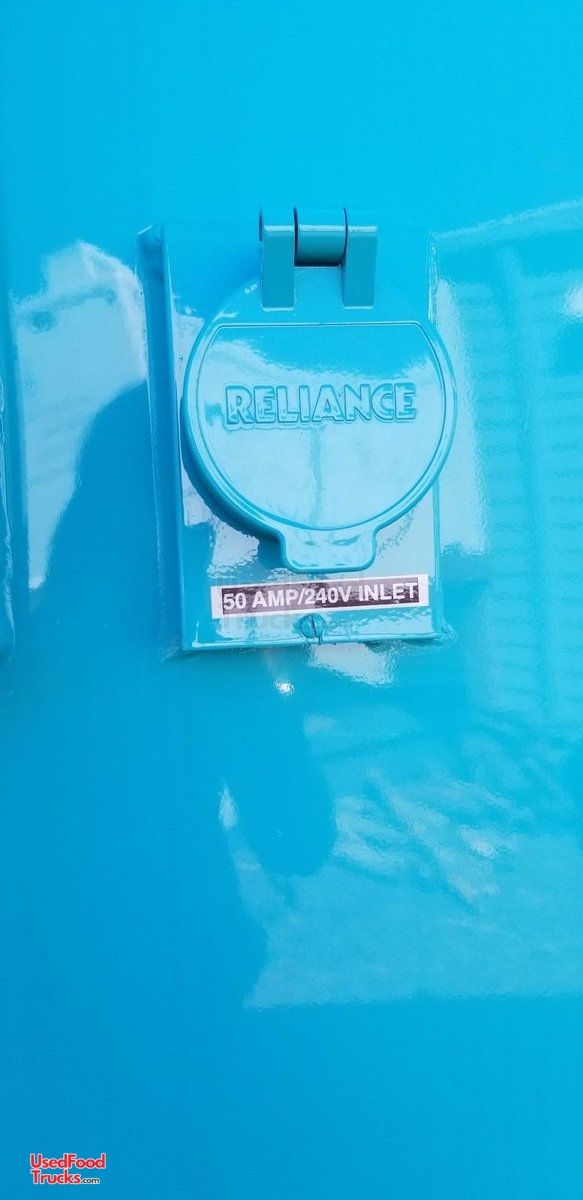 RELIANCE
50 AMP/240V INLET
UsedFood
Trucks.com